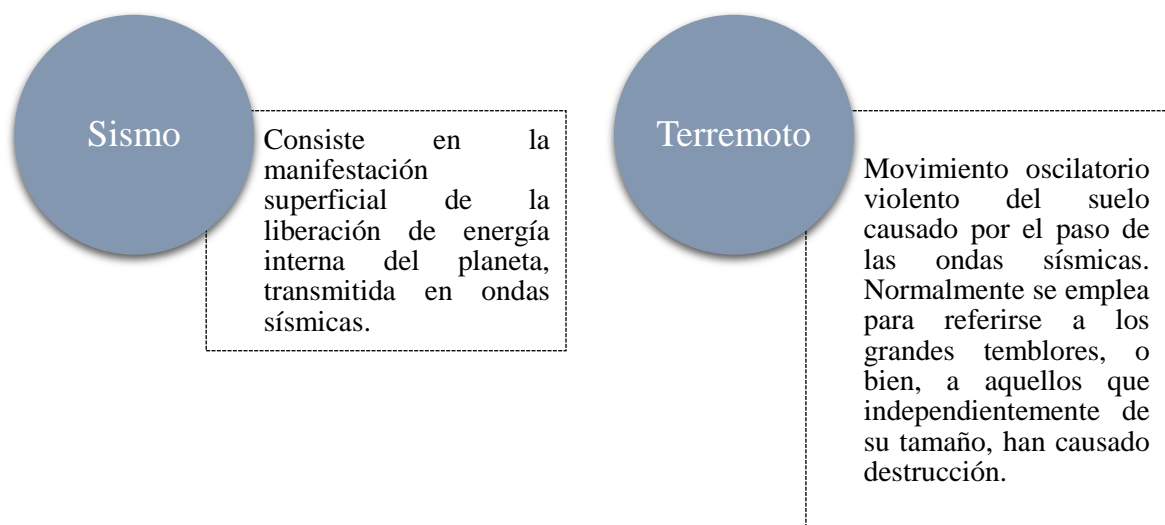 Sismo
Consiste en la
manifestación
superficial de la
liberación de energía
interna del planeta,
transmitida en ondas
sísmicas.
Terremoto
Movimiento oscilatorio
violento del suelo
causado por el paso de
las ondas sísmicas.
Normalmente se emplea
para referirse a los
grandes temblores, o
bien, a aquellos que
independientemente de
su tamaño, han causado
destrucción.